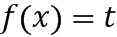 f(x) = t